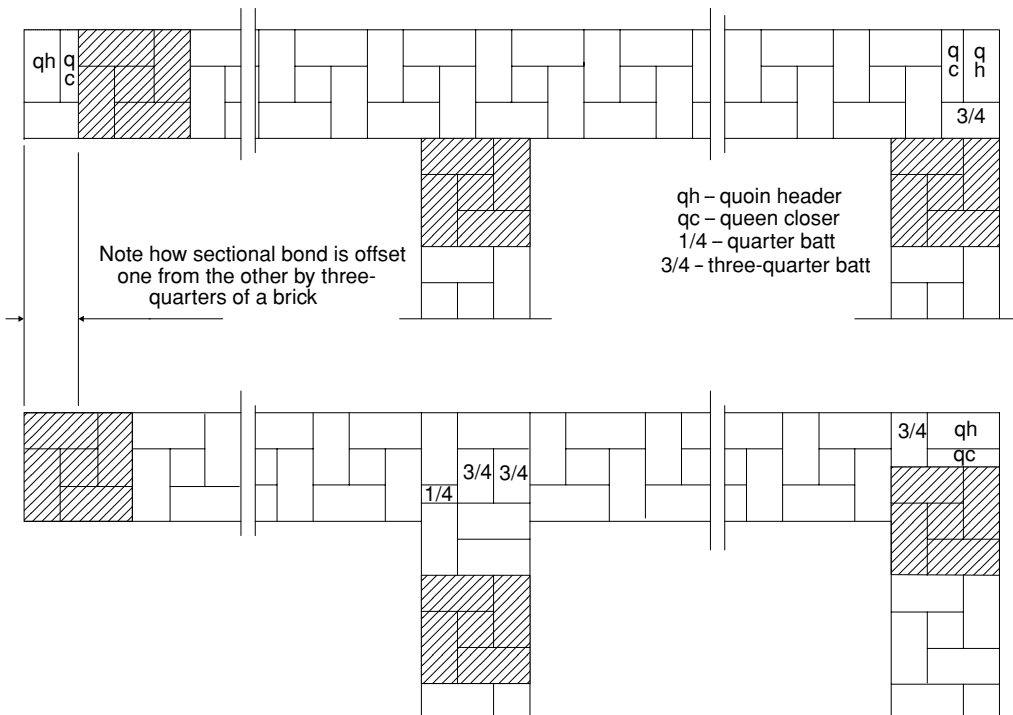 qh
q
c
q
c
q
h
3/4
qh – quoin header
qc – queen closer
1/4 – quarter batt
3/4 – three-quarter batt
Note how sectional bond is offset
one from the other by three-
quarters of a brick
3/4
qh
qc
3/4
3/4
1/4